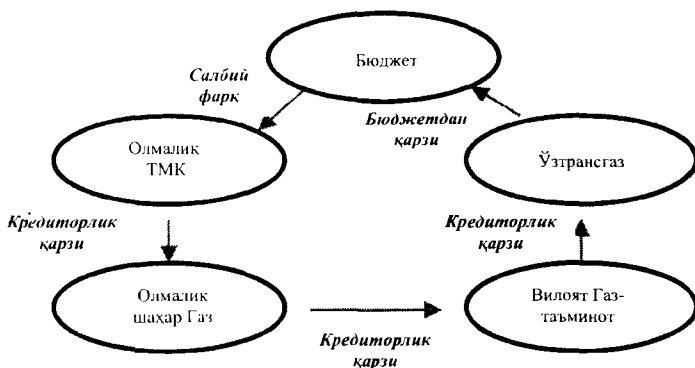 Бюджет
Салбий
фарқ
Бюджетдан
қарзи
Олмалиқ
ТМК
Ўзтрансгаз
Кредиторлик
қарзи
Кредиторлик
қарзи
Олмалиқ
шаҳар Газ
Вилоят Газ-
таъминот
Кредиторлик
қарзи